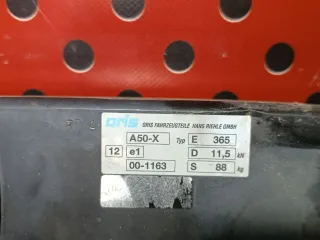 oris ORIS FAHRZEUGTEILE HANS RIEHLE GMBH
A50-X Typ E 365
12 e1 D 11,5 kN
00-1163 S 88 kg